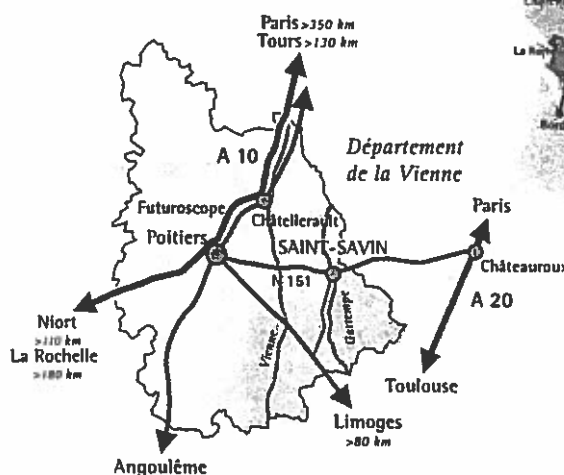 Paris >350 km
Tours >130 km
A 10
Département
de la Vienne
Futuroscope
Châtellerault
Paris
Poitiers
SAINT-SAVIN
Châteauroux
N 151
Gartempe
A 20
Niort
>110 km
La Rochelle
>180 km
Vienne
Toulouse
Limoges
>80 km
Angoulême